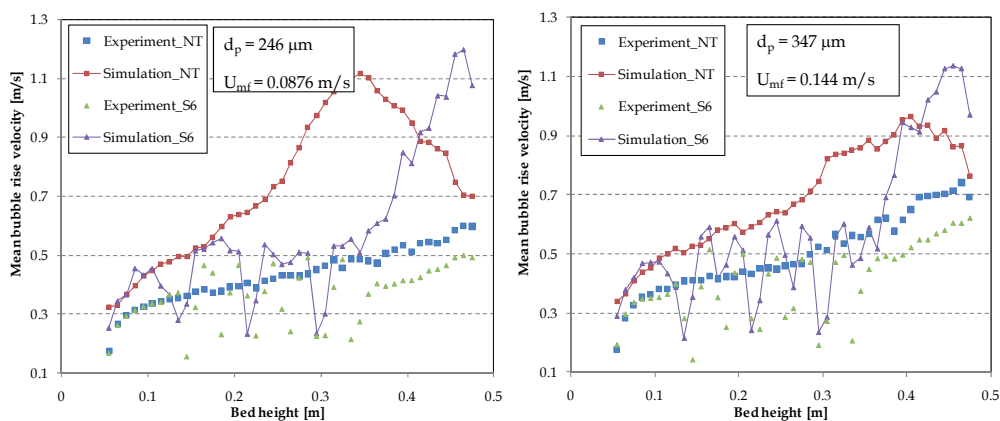 1.3
1.1
0.9
0.7
0.5
0.3
0.1
Mean bubble rise velocity [m/s]
Experiment_NT
Simulation_NT
Experiment_S6
Simulation_S6
dp = 246 µm
Umf = 0.0876 m/s
0 0.1 0.2 0.3 0.4 0.5
Bed height [m]
1.3
1.1
0.9
0.7
0.5
0.3
0.1
Mean bubble rise velocity [m/s]
Experiment_NT
Simulation_NT
Experiment_S6
Simulation_S6
dp = 347 µm
Umf = 0.144 m/s
0 0.1 0.2 0.3 0.4 0.5
Bed height [m]